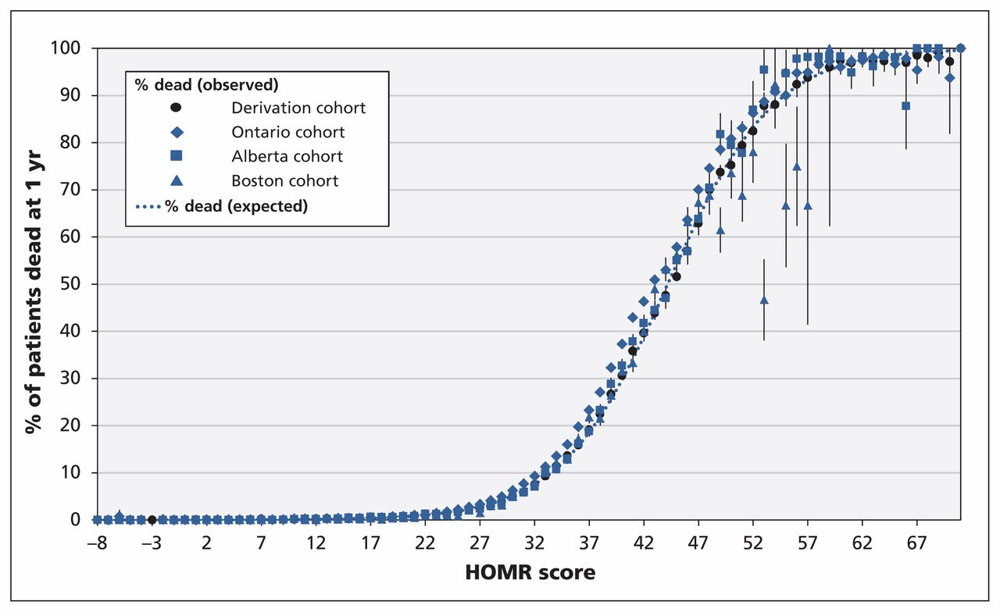 % of patients dead at 1 yr
100
90
80
70
60
50
40
30
20
10
0
% dead (observed)
Derivation cohort
Ontario cohort
Alberta cohort
Boston cohort
% dead (expected)
–8 –3 2 7 12 17 22 27 32 37 42 47 52 57 62 67
HOMR score